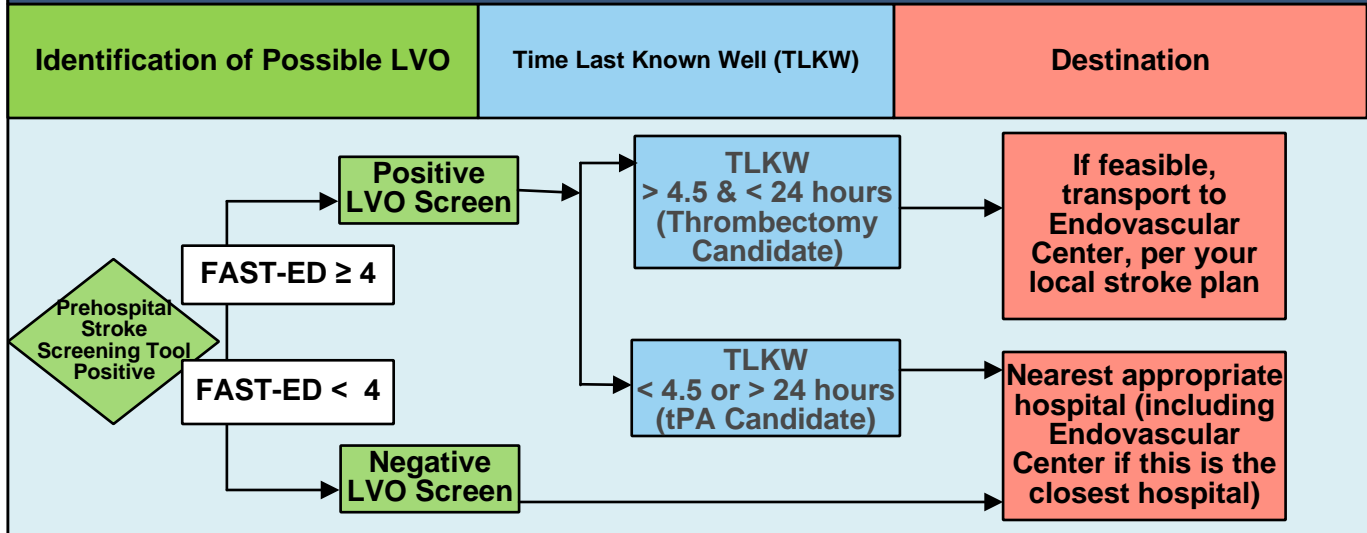 Identification of Possible LVO
Time Last Known Well (TLKW)
Destination
Prehospital
Stroke
Screening Tool
Positive
FAST-ED ≥ 4
FAST-ED < 4
Positive
LVO Screen
Negative
LVO Screen
TLKW
> 4.5 & < 24 hours
(Thrombectomy
Candidate)
TLKW
< 4.5 or > 24 hours
(tPA Candidate)
If feasible,
transport to
Endovascular
Center, per your
local stroke plan
Nearest appropriate
hospital (including
Endovascular
Center if this is the
closest hospital)